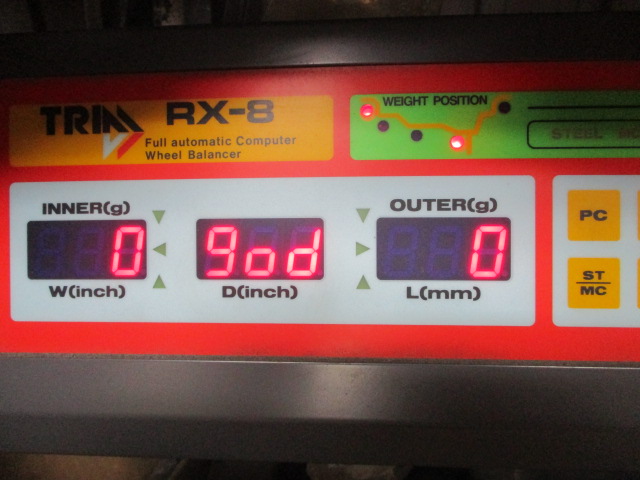 TRIM RX-8
Full automatic Computer
Wheel Balancer
WEIGHT POSITION
INNER(g)
OUTER(g)
0
god
0
W(inch)
D(inch)
L(mm)
PC
ST
MC
STEEL